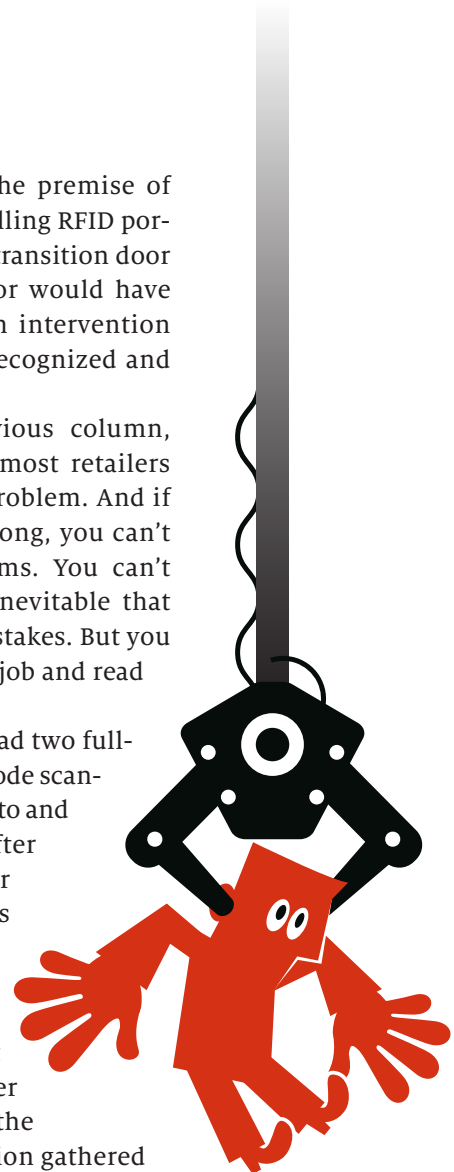 he premise of
lling RFID por-
transition door
or would have
n intervention
ecognized and
vious column,
most retailers
roblem. And if
ong, you can't
ms. You can't
nevitable that
stakes. But you
job and read
ad two full-
ode scan-
to and
fter
r
s
er
the
ion gathered